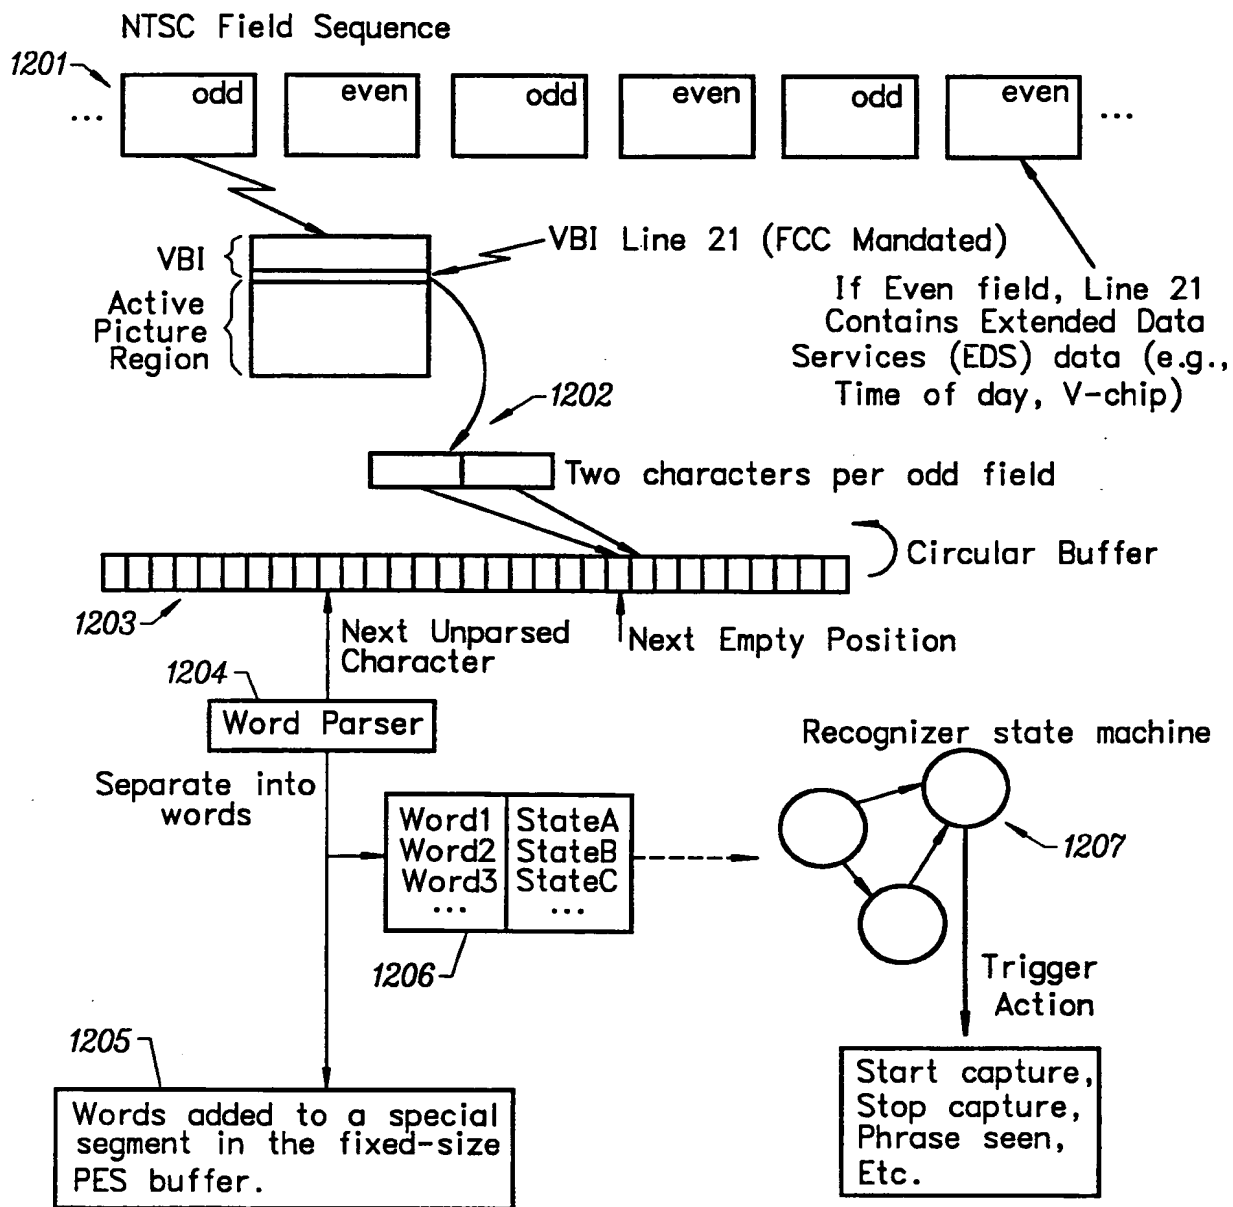 NTSC Field Sequence
1201
... odd even odd even odd even ...
VBI
VBI Line 21 (FCC Mandated)
Active
Picture
Region
If Even field, Line 21
Contains Extended Data
Services (EDS) data (e.g.,
Time of day, V-chip)
1202
Two characters per odd field
Circular Buffer
1203
Next Unparsed
Character
Next Empty Position
1204
Word Parser
Separate into
words
Recognizer state machine
Word1 StateA
Word2 StateB
Word3 StateC
... ...
1206
1207
Trigger
Action
1205
Words added to a special
segment in the fixed-size
PES buffer.
Start capture,
Stop capture,
Phrase seen,
Etc.